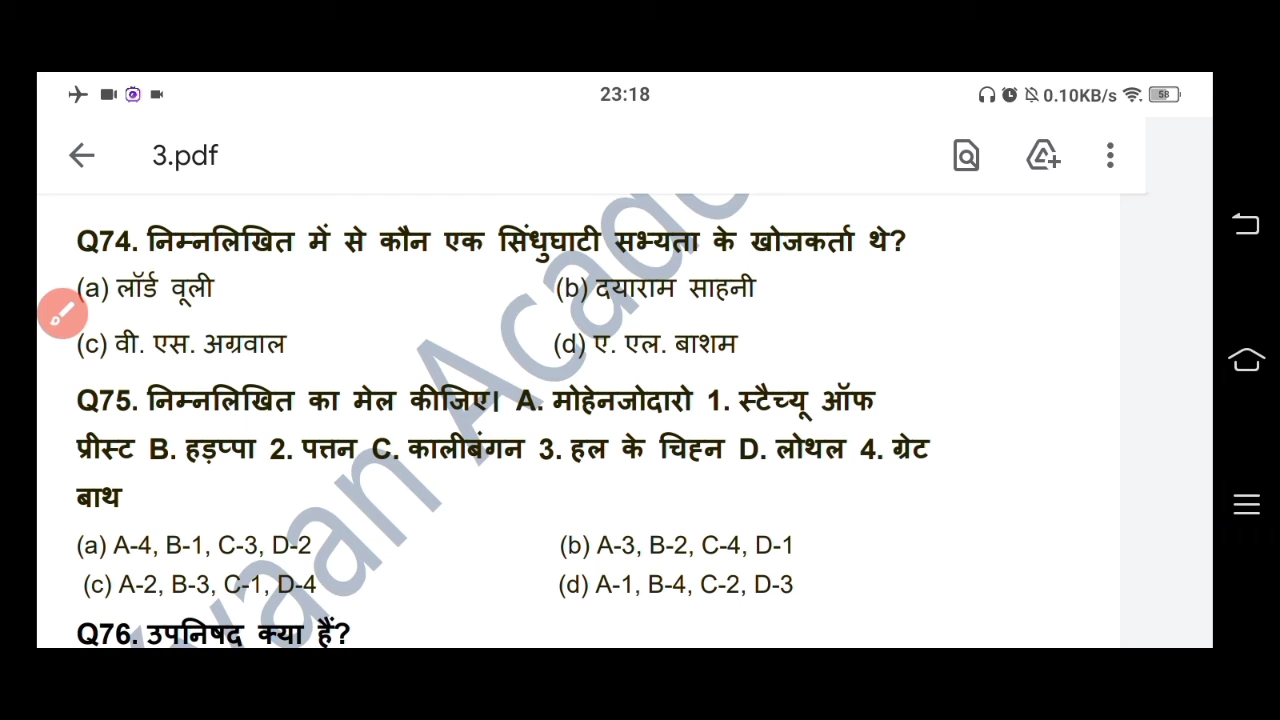 23:18
0.10KB/s
58
3.pdf
Q74. निम्नलिखित में से कौन एक सिंधुघाटी सभ्यता के खोजकर्ता थे?
(a) लॉर्ड वूली (b) दयाराम साहनी
(c) वी. एस. अग्रवाल (d) ए. एल. बाशम
Q75. निम्नलिखित का मेल कीजिए। A. मोहेनजोदारो 1. स्टैच्यू ऑफ
प्रीस्ट B. हड़प्पा 2. पत्तन C. कालीबंगन 3. हल के चिह्न D. लोथल 4. ग्रेट
बाथ
(a) A-4, B-1, C-3, D-2 (b) A-3, B-2, C-4, D-1
(c) A-2, B-3, C-1, D-4 (d) A-1, B-4, C-2, D-3
Q76. उपनिषद क्या हैं?